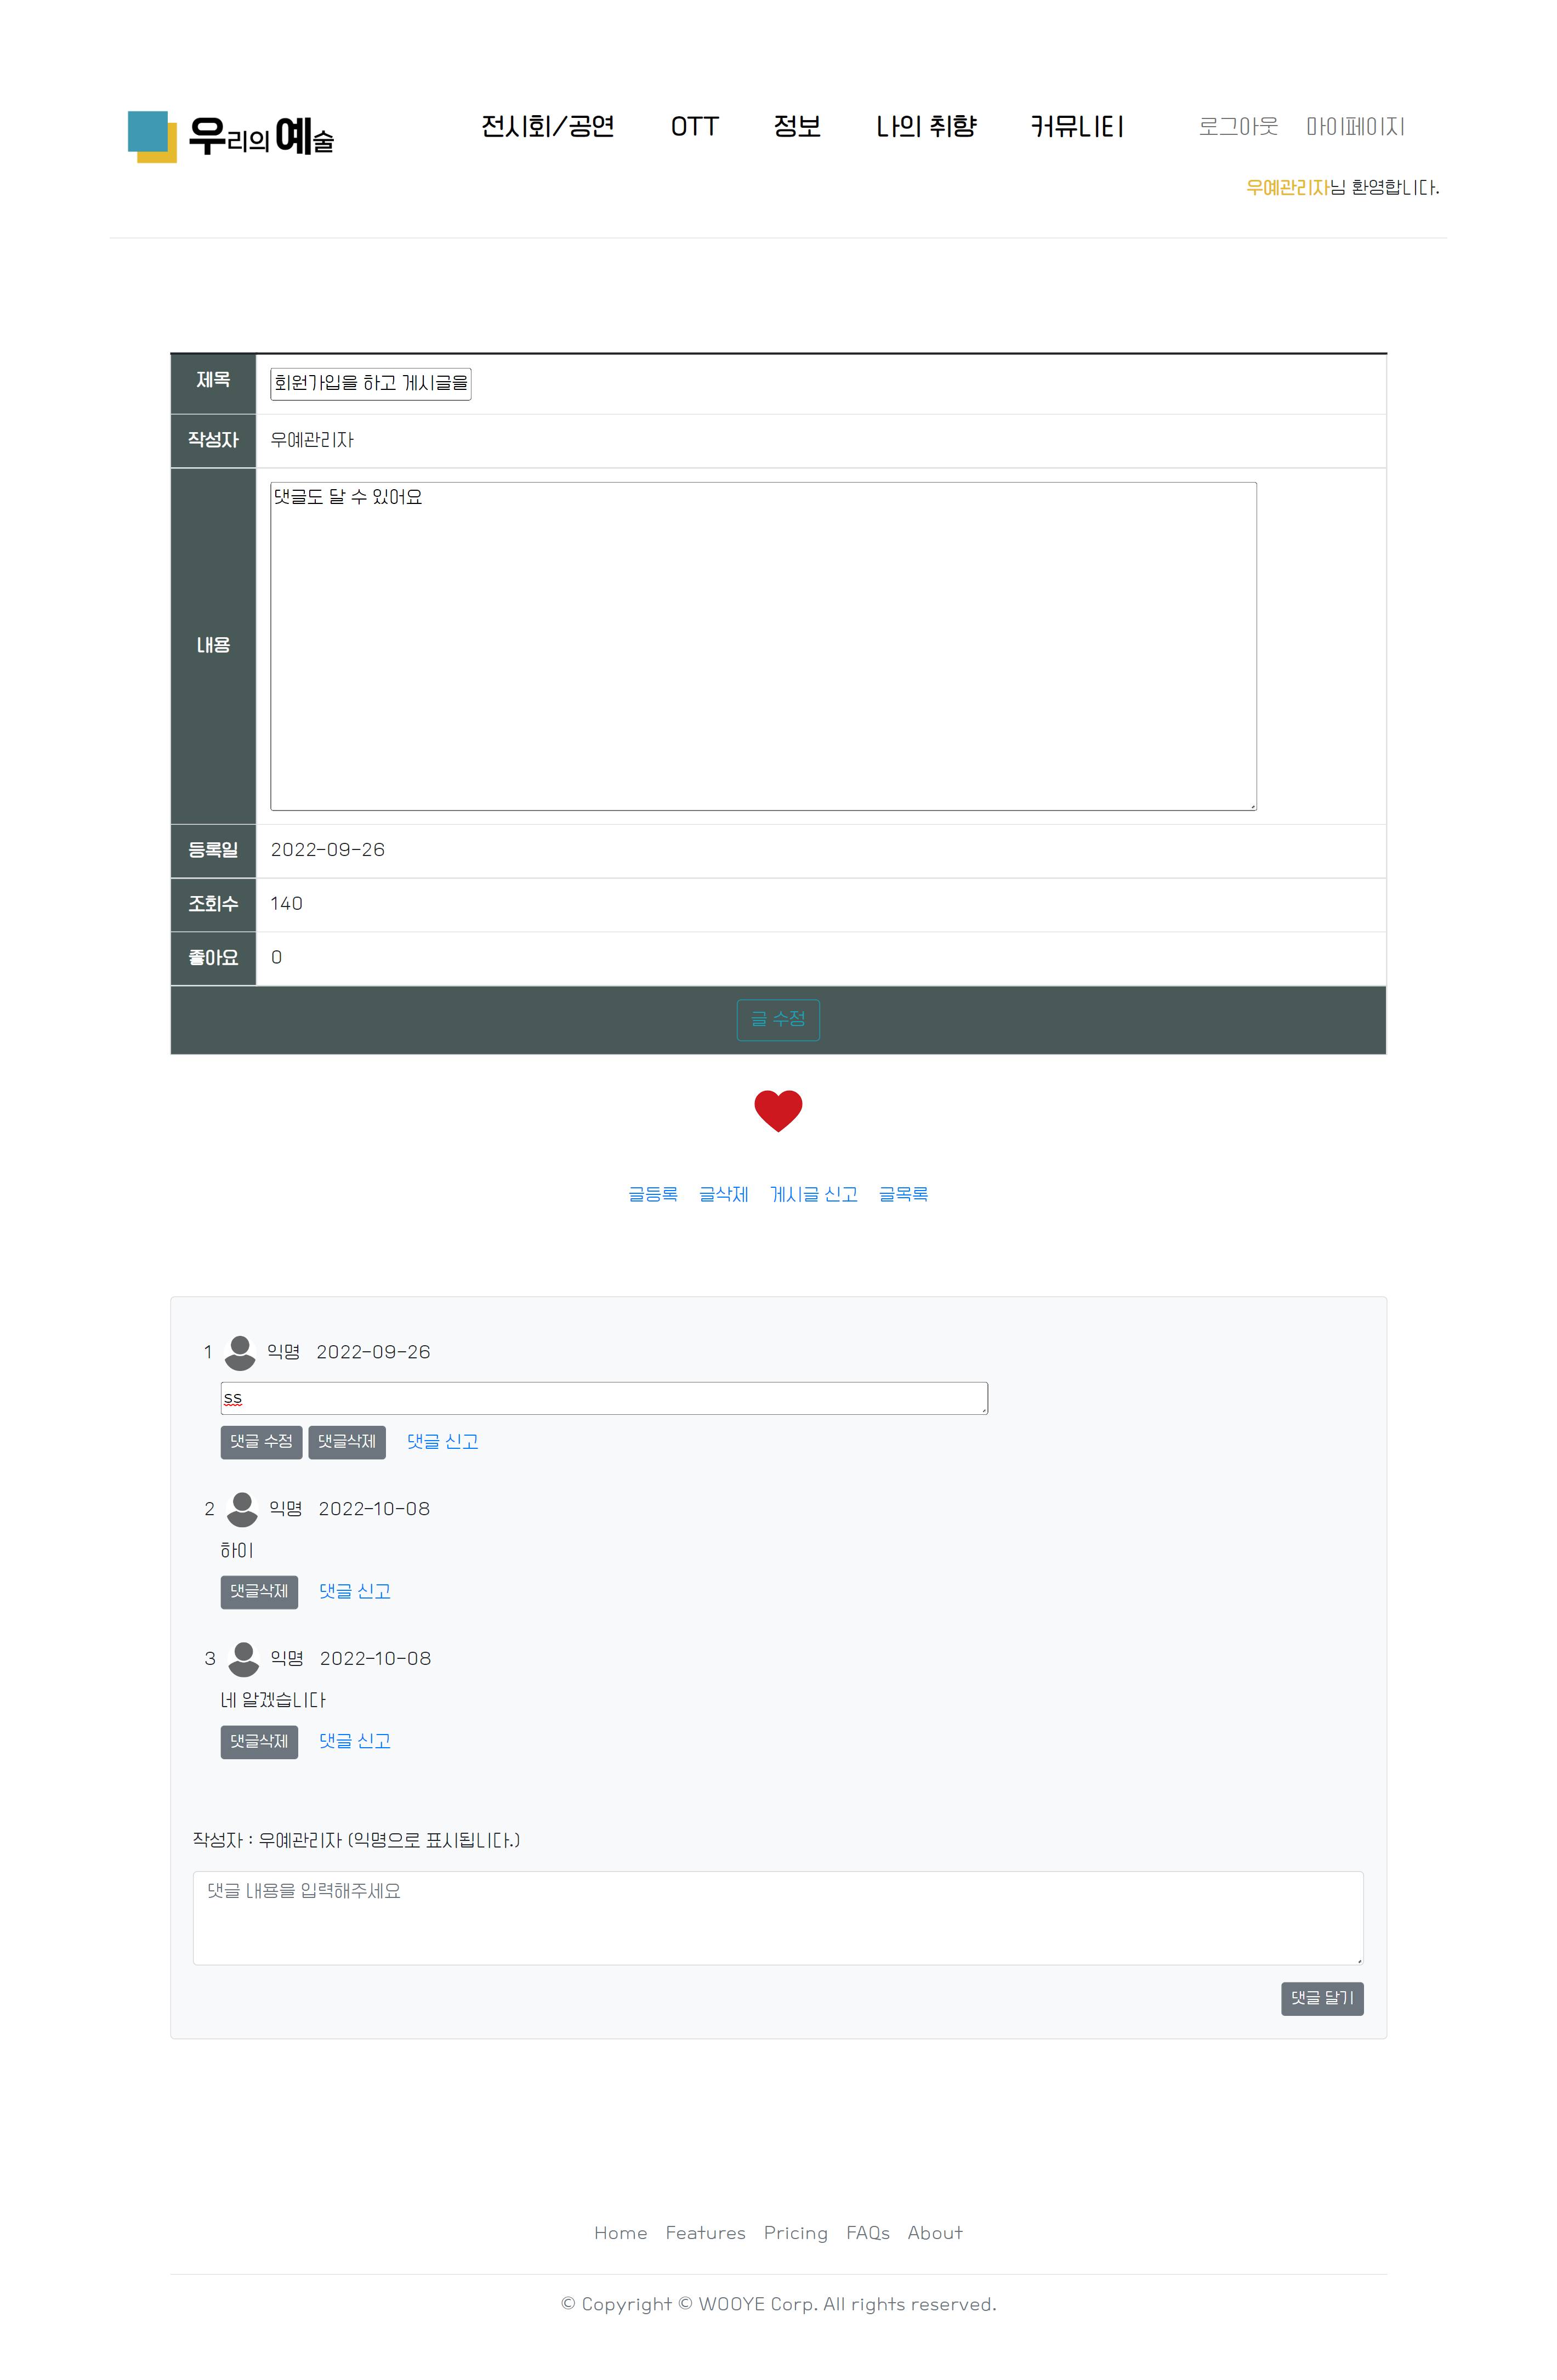 우리의 예술
전시회/공연 OTT 정보 나의 취향 커뮤니티 로그아웃 마이페이지
우예관리자님 환영합니다.
제목 회원가입을 하고 게시글을
작성자 우예관리자
내용 댓글도 달 수 있어요
등록일 2022-09-26
조회수 140
좋아요 0
글 수정
글등록 글삭제 게시글 신고 글목록
1 익명 2022-09-26
ss
댓글 수정 댓글삭제 댓글 신고
2 익명 2022-10-08
하이
댓글삭제 댓글 신고
3 익명 2022-10-08
네 알겠습니다
댓글삭제 댓글 신고
작성자 : 우예관리자 (익명으로 표시됩니다.)
댓글 내용을 입력해주세요
댓글 달기
Home Features Pricing FAQs About
© Copyright © WOOYE Corp. All rights reserved.